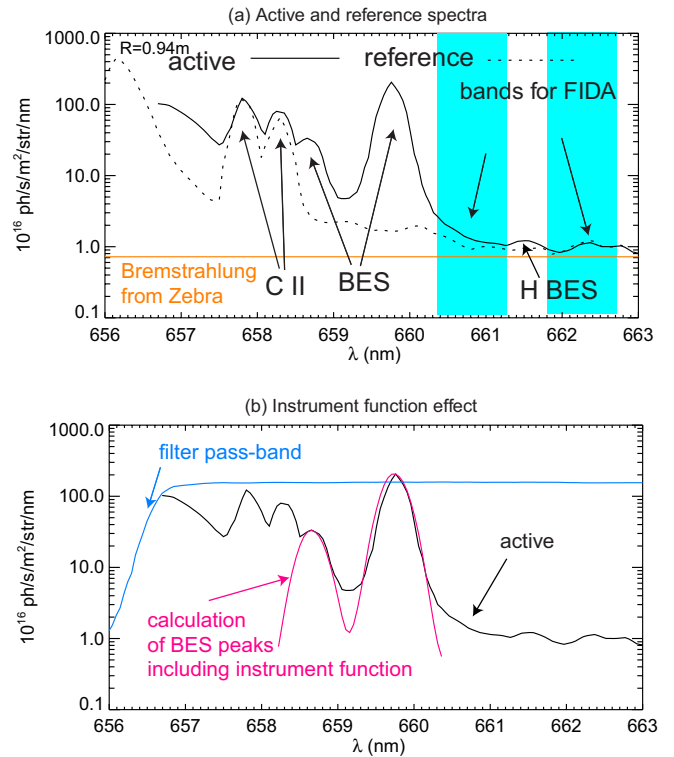 (a) Active and reference spectra
R=0.94m
active
reference
bands for FIDA
1000.0
100.0
10.0
1.0
0.1
10¹⁶ ph/s/m²/str/nm
Bremstrahlung
from Zebra
C II
BES
H BES
656 657 658 659 660 661 662 663
λ (nm)
(b) Instrument function effect
1000.0
100.0
10.0
1.0
0.1
10¹⁶ ph/s/m²/str/nm
filter pass-band
active
calculation
of BES peaks
including instrument function
656 657 658 659 660 661 662 663
λ (nm)